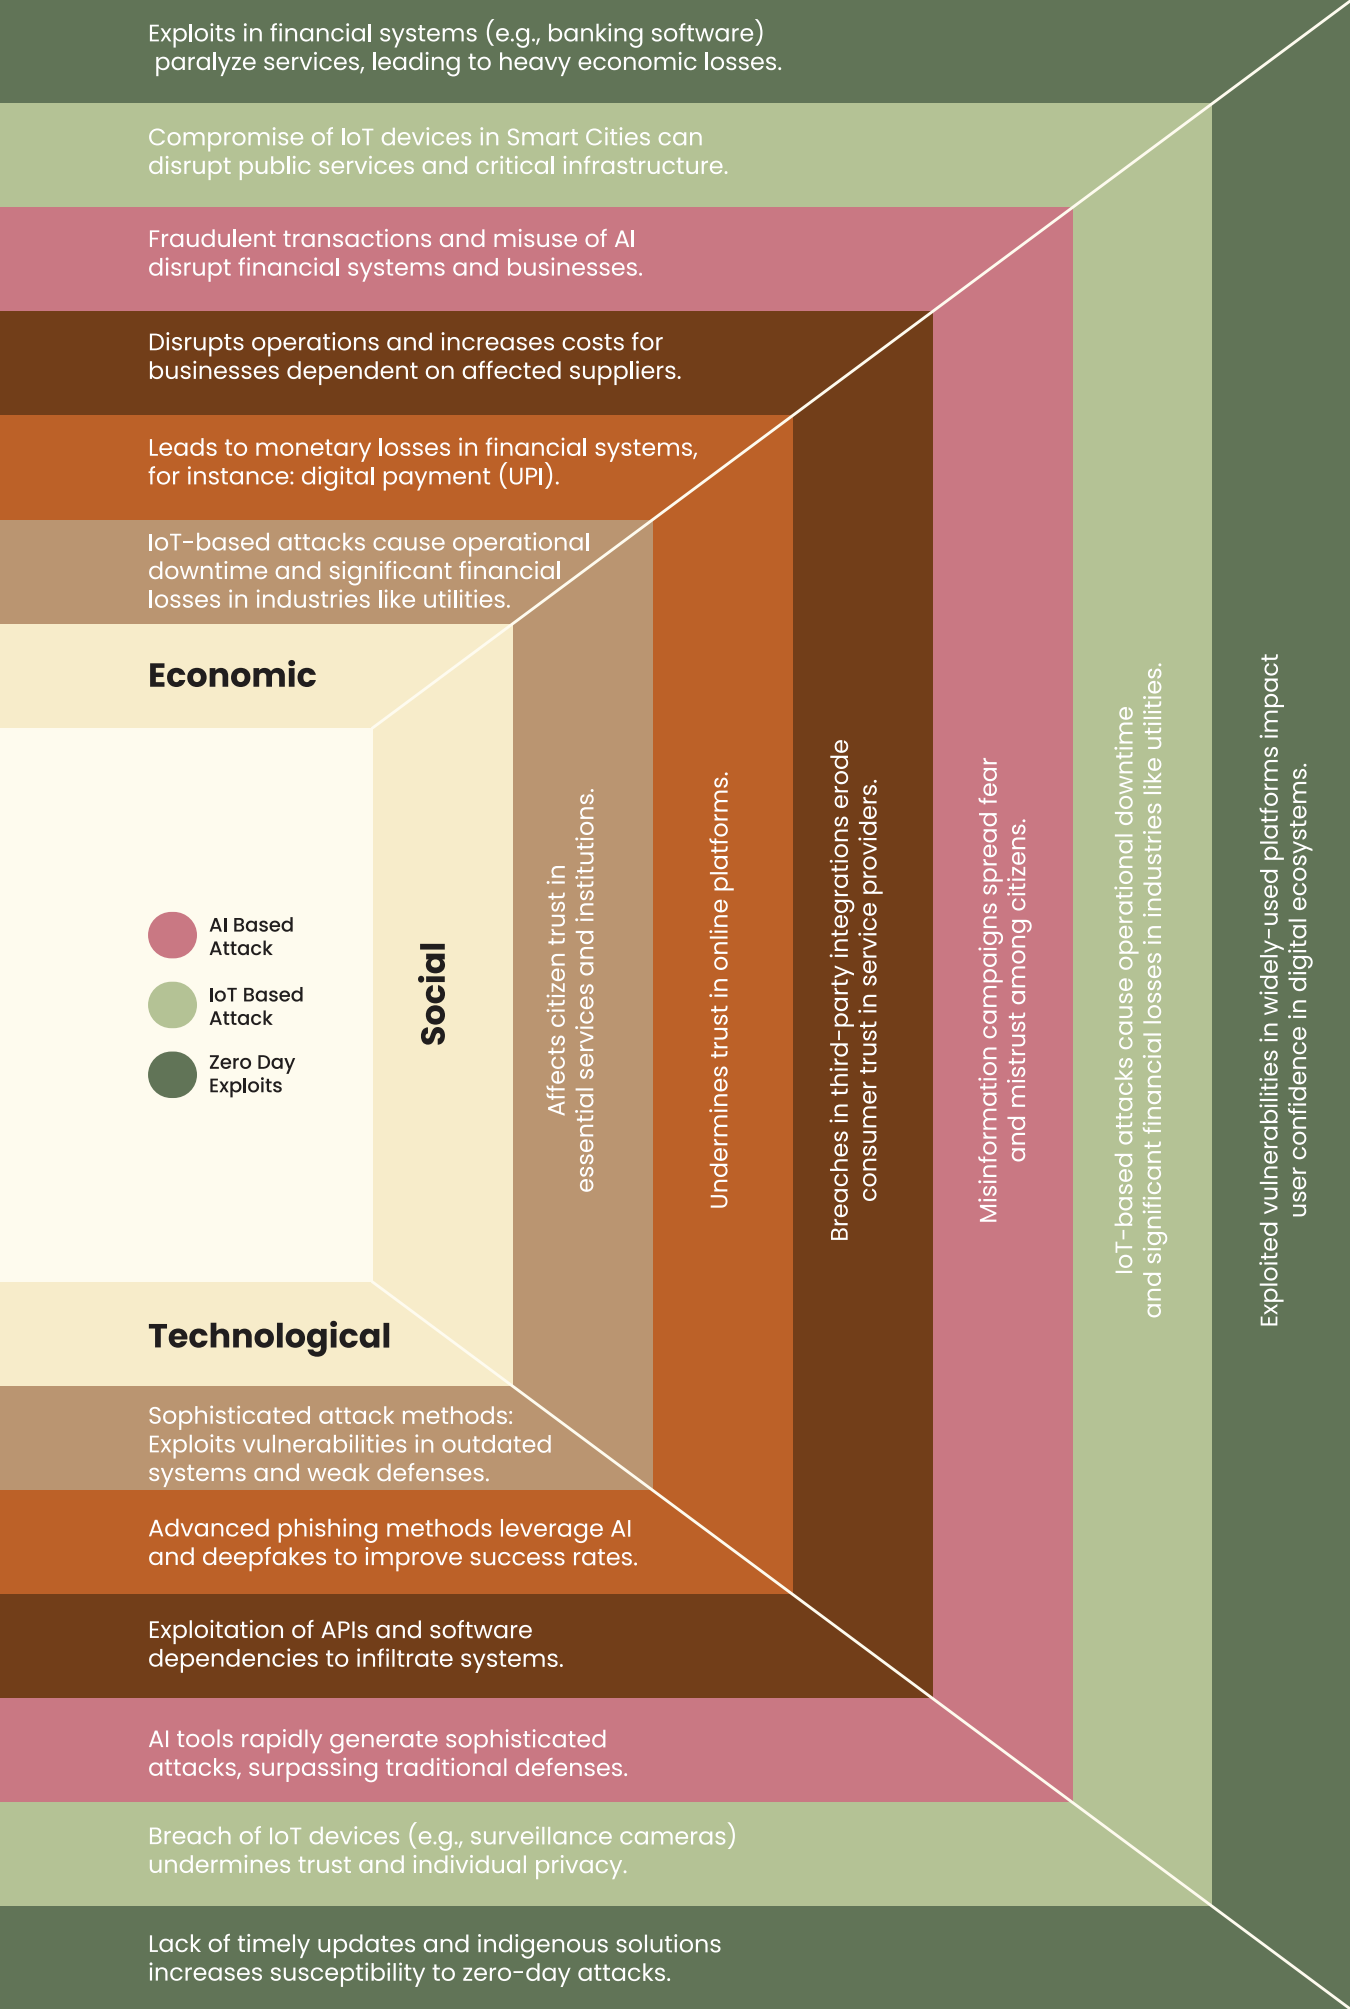 Exploits in financial systems (e.g., banking software)
paralyze services, leading to heavy economic losses.
Compromise of IoT devices in Smart Cities can
disrupt public services and critical infrastructure.
Fraudulent transactions and misuse of AI
disrupt financial systems and businesses.
Disrupts operations and increases costs for
businesses dependent on affected suppliers.
Leads to monetary losses in financial systems,
for instance: digital payment (UPI).
IoT-based attacks cause operational
downtime and significant financial
losses in industries like utilities.
Economic
AI Based
Attack
IoT Based
Attack
Zero Day
Exploits
Social
Affects citizen trust in
essential services and institutions.
Undermines trust in online platforms.
Breaches in third-party integrations erode
consumer trust in service providers.
Misinformation campaigns spread fear
and mistrust among citizens.
IoT-based attacks cause operational downtime
and significant financial losses in industries like utilities.
Exploited vulnerabilities in widely-used platforms impact
user confidence in digital ecosystems.
Technological
Sophisticated attack methods:
Exploits vulnerabilities in outdated
systems and weak defenses.
Advanced phishing methods leverage AI
and deepfakes to improve success rates.
Exploitation of APIs and software
dependencies to infiltrate systems.
AI tools rapidly generate sophisticated
attacks, surpassing traditional defenses.
Breach of IoT devices (e.g., surveillance cameras)
undermines trust and individual privacy.
Lack of timely updates and indigenous solutions
increases susceptibility to zero-day attacks.